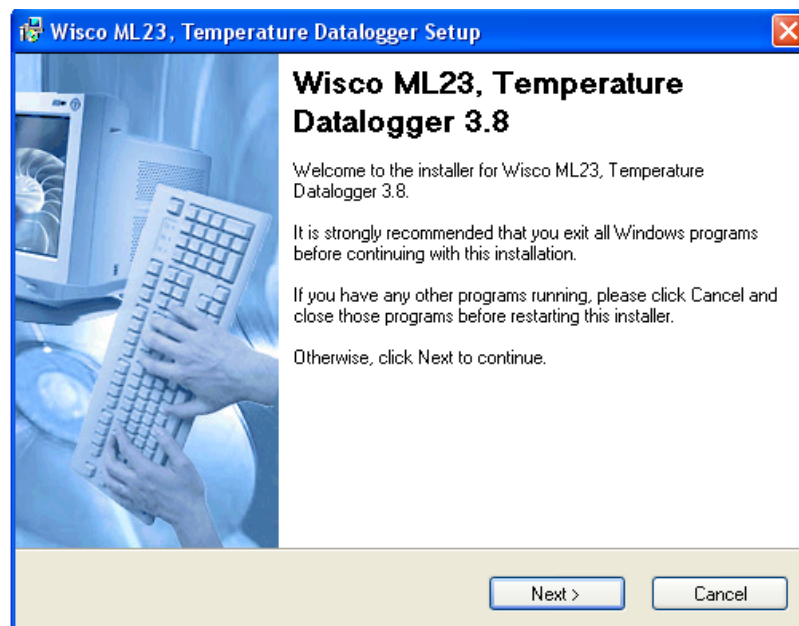 Wisco ML23, Temperature Datalogger Setup
Wisco ML23, Temperature
Datalogger 3.8
Welcome to the installer for Wisco ML23, Temperature
Datalogger 3.8.
It is strongly recommended that you exit all Windows programs
before continuing with this installation.
If you have any other programs running, please click Cancel and
close those programs before restarting this installer.
Otherwise, click Next to continue.
Next >
Cancel